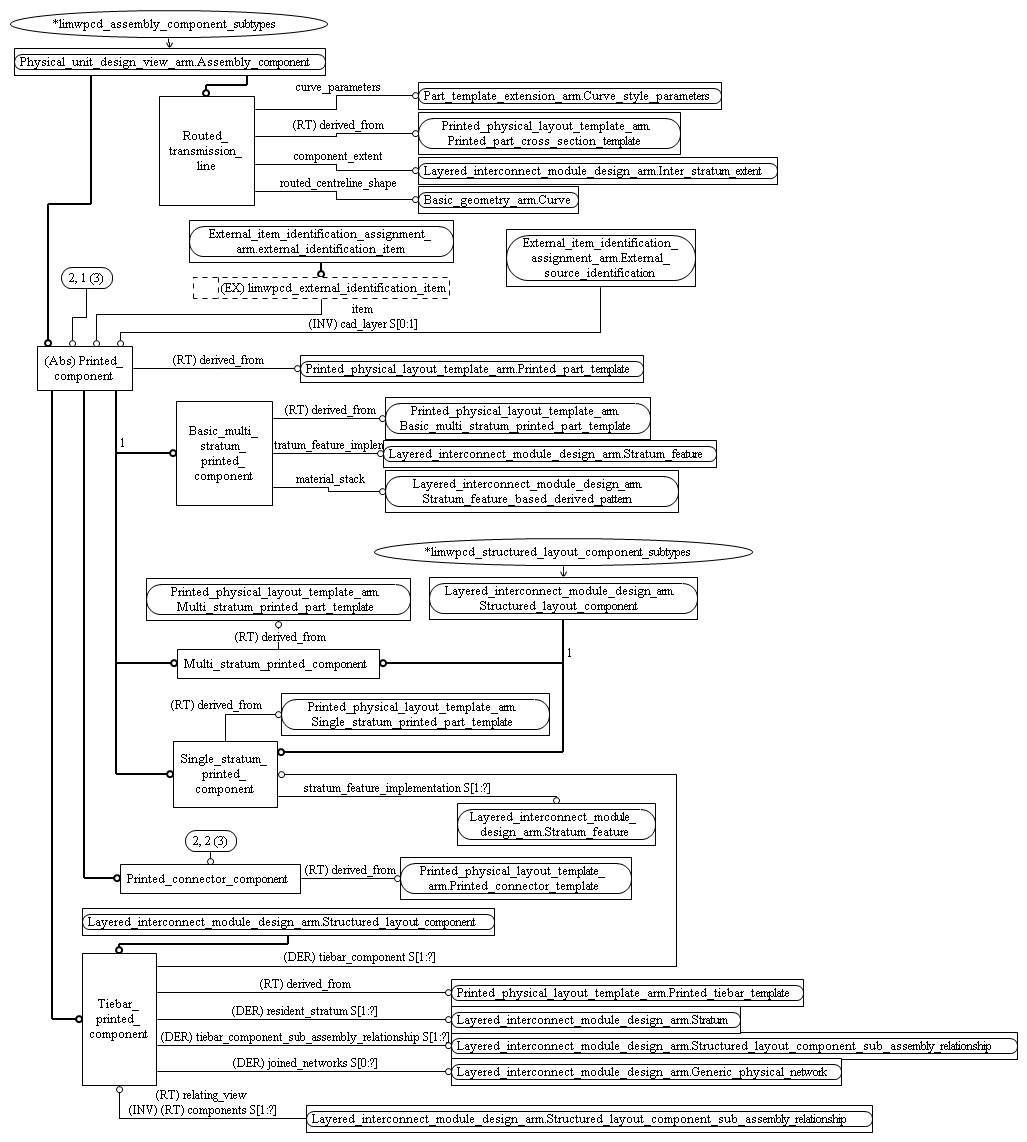 *limwpcd_assembly_component_subtypes
Physical_unit_design_view_arm.Assembly_component
curve_parameters
Part_template_extension_arm.Curve_style_parameters
Routed_
transmission_
line
(RT) derived_from
Printed_physical_layout_template_arm.
Printed_part_cross_section_template
component_extent
Layered_interconnect_module_design_arm.Inter_stratum_extent
routed_centreline_shape
Basic_geometry_arm.Curve
External_item_identification_assignment_
arm.external_identification_item
External_item_identification_
assignment_arm.External_
source_identification
2, 1 (3)
(EX) limwpcd_external_identification_item
item
(INV) cad_layer S[0:1]
(Abs) Printed_
component
(RT) derived_from
Printed_physical_layout_template_arm.Printed_part_template
1
Basic_multi_
stratum_
printed_
component
(RT) derived_from
Printed_physical_layout_template_arm.
Basic_multi_stratum_printed_part_template
tratum_feature_implen
Layered_interconnect_module_design_arm.Stratum_feature
material_stack
Layered_interconnect_module_design_arm.
Stratum_feature_based_derived_pattern
*limwpcd_structured_layout_component_subtypes
Printed_physical_layout_template_arm.
Multi_stratum_printed_part_template
Layered_interconnect_module_design_arm.
Structured_layout_component
(RT) derived_from
1
Multi_stratum_printed_component
(RT) derived_from
Printed_physical_layout_template_arm.
Single_stratum_printed_part_template
Single_stratum_
printed_
component
stratum_feature_implementation S[1:?]
Layered_interconnect_module_
design_arm.Stratum_feature
2, 2 (3)
Printed_connector_component
(RT) derived_from
Printed_physical_layout_template_
arm.Printed_connector_template
Layered_interconnect_module_design_arm.Structured_layout_component
(DER) tiebar_component S[1:?]
Tiebar_
printed_
component
(RT) derived_from
Printed_physical_layout_template_arm.Printed_tiebar_template
(DER) resident_stratum S[1:?]
Layered_interconnect_module_design_arm.Stratum
(DER) tiebar_component_sub_assembly_relationship S[1:?]
Layered_interconnect_module_design_arm.Structured_layout_component_sub_assembly_relationship
(DER) joined_networks S[0:?]
Layered_interconnect_module_design_arm.Generic_physical_network
(RT) relating_view
(INV) (RT) components S[1:?]
Layered_interconnect_module_design_arm.Structured_layout_component_sub_assembly_relationship